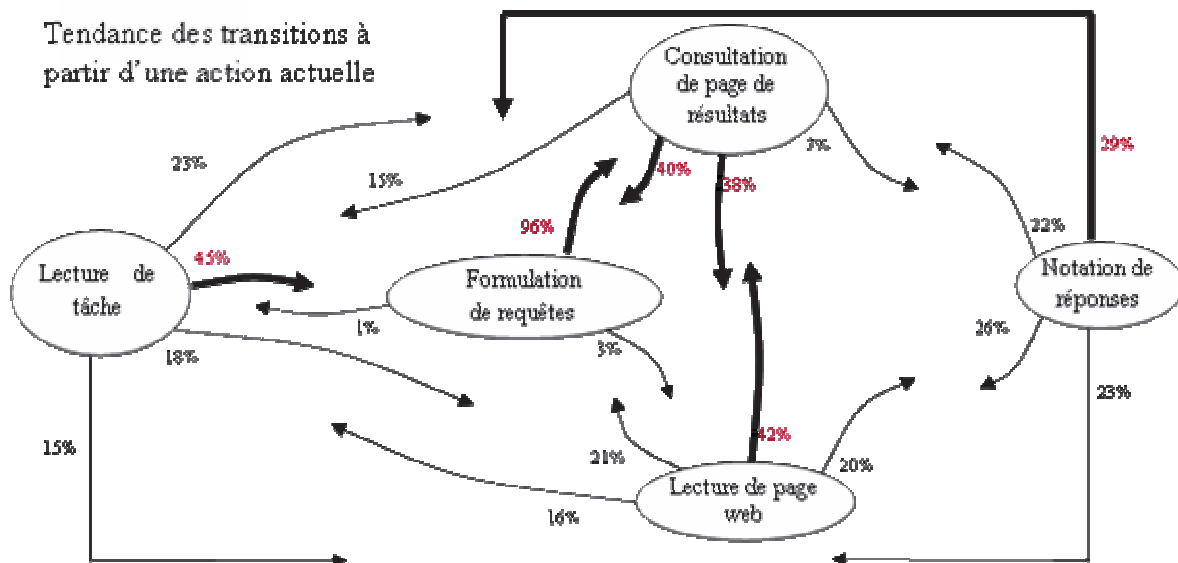 Tendance des transitions à
partir d'une action actuelle
Consultation
de page de
résultats
23%
15%
40%
38%
7%
29%
96%
22%
45%
Lecture de
tâche
Formulation
de requêtes
Notation de
réponses
1%
3%
26%
18%
23%
15%
42%
21%
20%
Lecture de page
web
16%